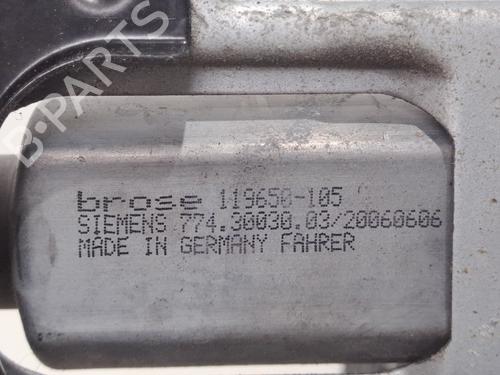 B-PARTS
brose 119650-105
SIEMENS 774.30030.03/20060606
MADE IN GERMANY FAHRER